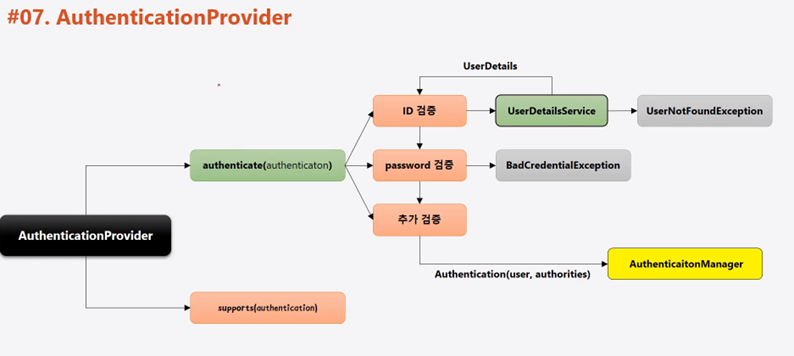 #07. AuthenticationProvider
UserDetails
ID 검증
UserDetailsService
UserNotFoundException
authenticate(authenticaton)
password 검증
BadCredentialException
추가 검증
AuthenticationProvider
Authentication(user, authorities)
AuthenticaitonManager
supports(authentication)